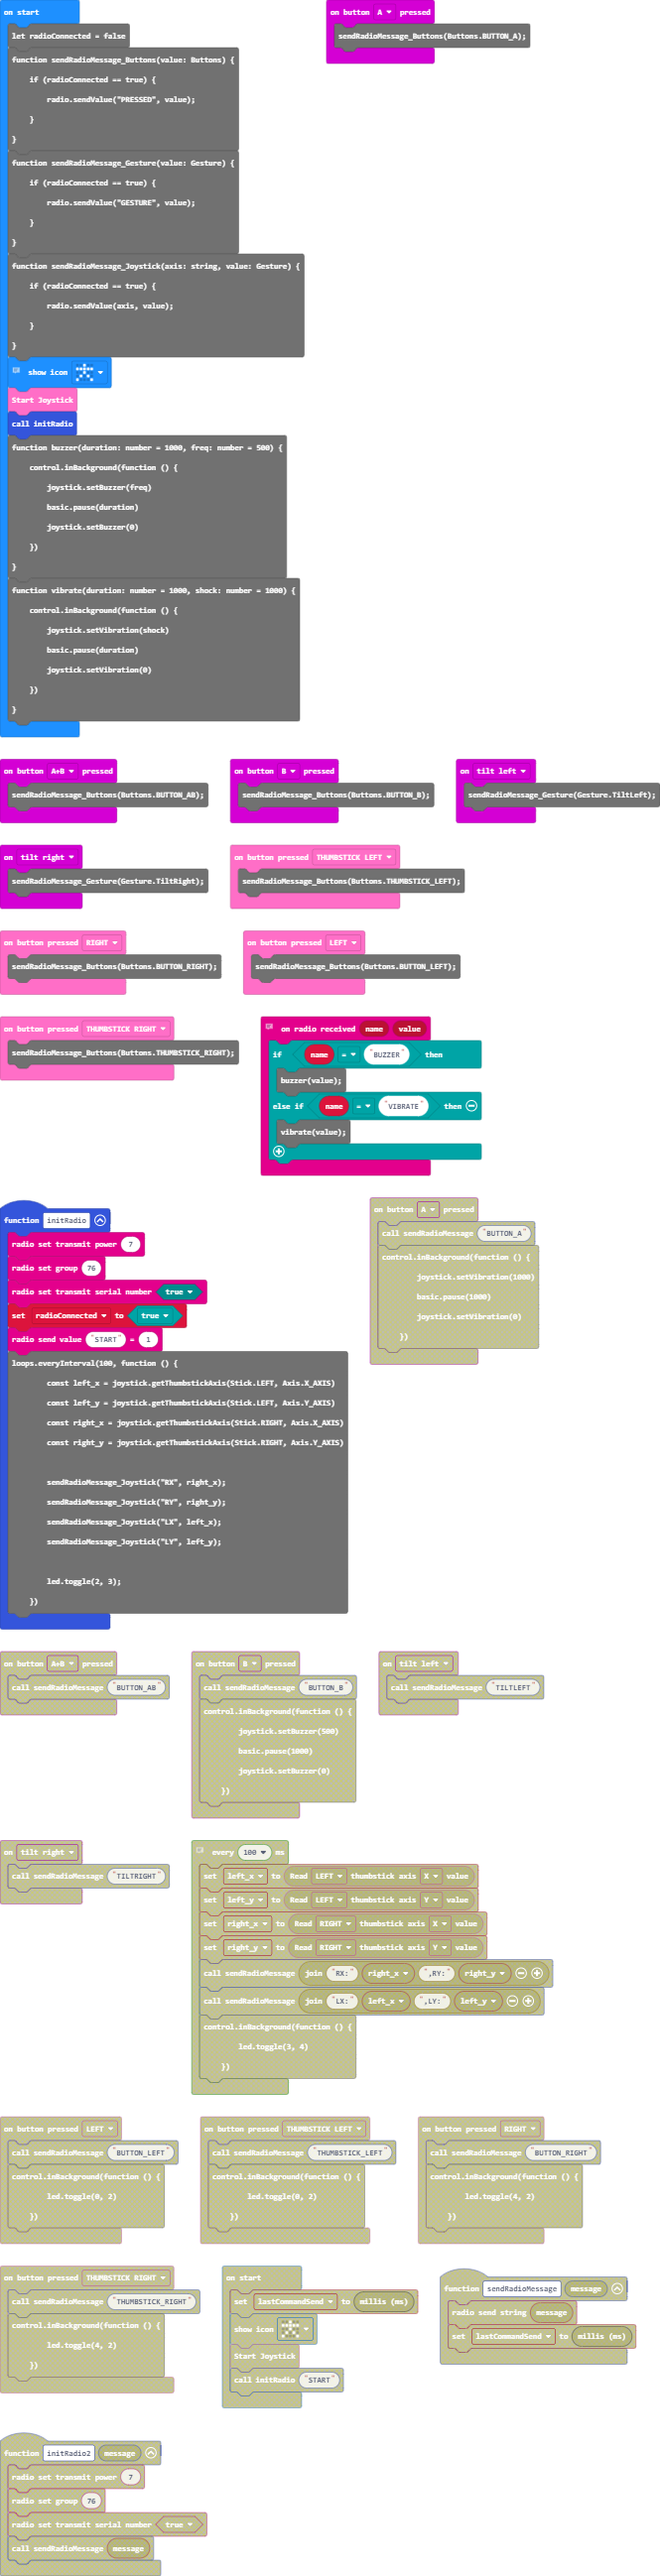 on start
let radioConnected = false
function sendRadioMessage_Buttons(value: Buttons) {
if (radioConnected == true) {
radio.sendValue("PRESSED", value);
}
}
function sendRadioMessage_Gesture(value: Gesture) {
if (radioConnected == true) {
radio.sendValue("GESTURE", value);
}
}
function sendRadioMessage_Joystick(axis: string, value: Gesture) {
if (radioConnected == true) {
radio.sendValue(axis, value);
}
}
show icon
Start Joystick
call initRadio
function buzzer(duration: number = 1000, freq: number = 500) {
control.inBackground(function () {
joystick.setBuzzer(freq)
basic.pause(duration)
joystick.setBuzzer(0)
})
}
function vibrate(duration: number = 1000, shock: number = 1000) {
control.inBackground(function () {
joystick.setVibration(shock)
basic.pause(duration)
joystick.setVibration(0)
})
}
on button A pressed
sendRadioMessage_Buttons(Buttons.BUTTON_A);
on button A+B pressed
sendRadioMessage_Buttons(Buttons.BUTTON_AB);
on button B pressed
sendRadioMessage_Buttons(Buttons.BUTTON_B);
on tilt left
sendRadioMessage_Gesture(Gesture.TiltLeft);
on tilt right
sendRadioMessage_Gesture(Gesture.TiltRight);
on button pressed THUMBSTICK LEFT
sendRadioMessage_Buttons(Buttons.THUMBSTICK_LEFT);
on button pressed RIGHT
sendRadioMessage_Buttons(Buttons.BUTTON_RIGHT);
on button pressed LEFT
sendRadioMessage_Buttons(Buttons.BUTTON_LEFT);
on button pressed THUMBSTICK RIGHT
sendRadioMessage_Buttons(Buttons.THUMBSTICK_RIGHT);
on radio received name value
if name = "BUZZER" then
buzzer(value);
else if name = "VIBRATE" then
vibrate(value);
function initRadio
radio set transmit power 7
radio set group 76
radio set transmit serial number true
set radioConnected to true
radio send value "START" = 1
loops.everyInterval(100, function () {
const left_x = joystick.getThumbstickAxis(Stick.LEFT, Axis.X_AXIS)
const left_y = joystick.getThumbstickAxis(Stick.LEFT, Axis.Y_AXIS)
const right_x = joystick.getThumbstickAxis(Stick.RIGHT, Axis.X_AXIS)
const right_y = joystick.getThumbstickAxis(Stick.RIGHT, Axis.Y_AXIS)
sendRadioMessage_Joystick("RX", right_x);
sendRadioMessage_Joystick("RY", right_y);
sendRadioMessage_Joystick("LX", left_x);
sendRadioMessage_Joystick("LY", left_y);
led.toggle(2, 3);
})
on button A pressed
call sendRadioMessage "BUTTON_A"
control.inBackground(function () {
joystick.setVibration(1000)
basic.pause(1000)
joystick.setVibration(0)
})
on button A+B pressed
call sendRadioMessage "BUTTON_AB"
on button B pressed
call sendRadioMessage "BUTTON_B"
control.inBackground(function () {
joystick.setBuzzer(500)
basic.pause(1000)
joystick.setBuzzer(0)
})
on tilt left
call sendRadioMessage "TILTLEFT"
on tilt right
call sendRadioMessage "TILTRIGHT"
every 100 ms
set left_x to Read LEFT thumbstick axis X value
set left_y to Read LEFT thumbstick axis Y value
set right_x to Read RIGHT thumbstick axis X value
set right_y to Read RIGHT thumbstick axis Y value
call sendRadioMessage join "RX:" right_x ",RY:" right_y
call sendRadioMessage join "LX:" left_x ",LY:" left_y
control.inBackground(function () {
led.toggle(3, 4)
})
on button pressed LEFT
call sendRadioMessage "BUTTON_LEFT"
control.inBackground(function () {
led.toggle(0, 2)
})
on button pressed THUMBSTICK LEFT
call sendRadioMessage "THUMBSTICK_LEFT"
control.inBackground(function () {
led.toggle(0, 2)
})
on button pressed RIGHT
call sendRadioMessage "BUTTON_RIGHT"
control.inBackground(function () {
led.toggle(4, 2)
})
on button pressed THUMBSTICK RIGHT
call sendRadioMessage "THUMBSTICK_RIGHT"
control.inBackground(function () {
led.toggle(4, 2)
})
on start
set lastCommandSend to millis (ms)
show icon
Start Joystick
call initRadio "START"
function sendRadioMessage message
radio send string message
set lastCommandSend to millis (ms)
function initRadio2 message
radio set transmit power 7
radio set group 76
radio set transmit serial number true
call sendRadioMessage message